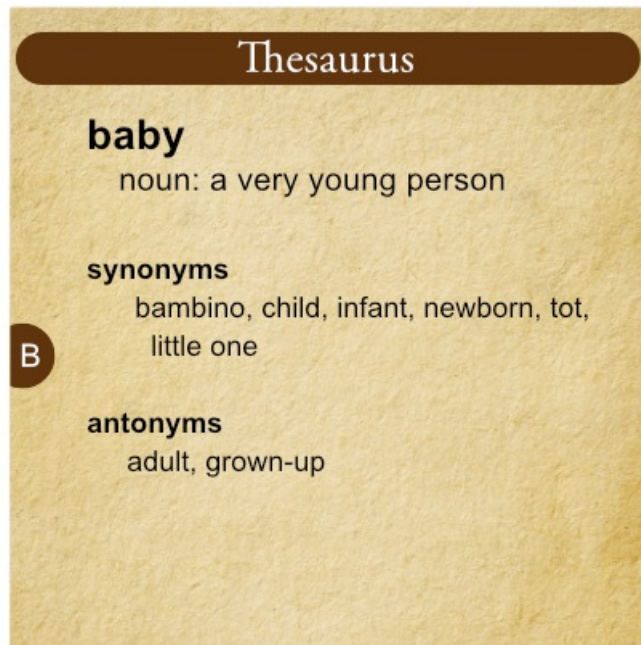 Thesaurus
baby
noun: a very young person
synonyms
bambino, child, infant, newborn, tot,
little one
B
antonyms
adult, grown-up